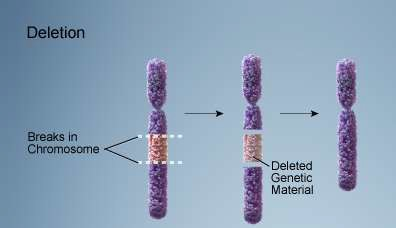 Deletion
Breaks in
Chromosome
Deleted
Genetic
Material